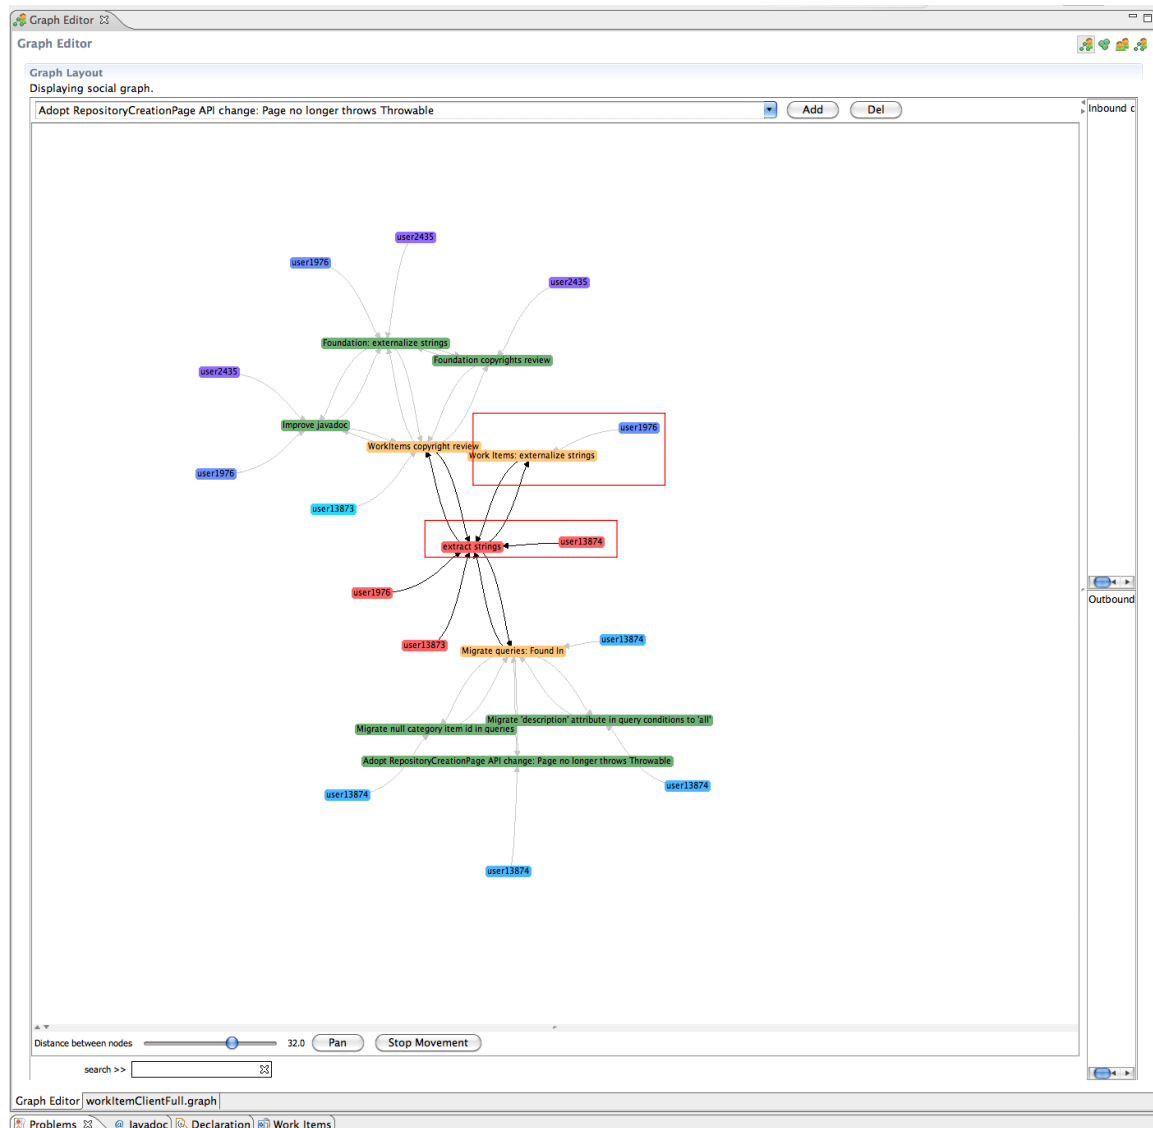 Graph Editor
Graph Editor
Graph Layout
Displaying social graph.
Adopt RepositoryCreationPage API change: Page no longer throws Throwable
Add
Del
Inbound c
user2435
user1976
user2435
Foundation: externalize strings
Foundation copyrights review
user2435
Improve javadoc
user1976
WorkItems copyright review
Work Items: externalize strings
user1976
user13873
user13874
extract strings
user1976
Outbound
user13873
user13874
Migrate queries: Found In
Migrate 'description' attribute in query conditions to 'all'
Migrate null category item id in queries
Adopt RepositoryCreationPage API change: Page no longer throws Throwable
user13874
user13874
user13874
Distance between nodes
32.0
Pan
Stop Movement
search >>
Graph Editor
workItemClientFull.graph
Problems
@ Javadoc
Declaration
Work Items